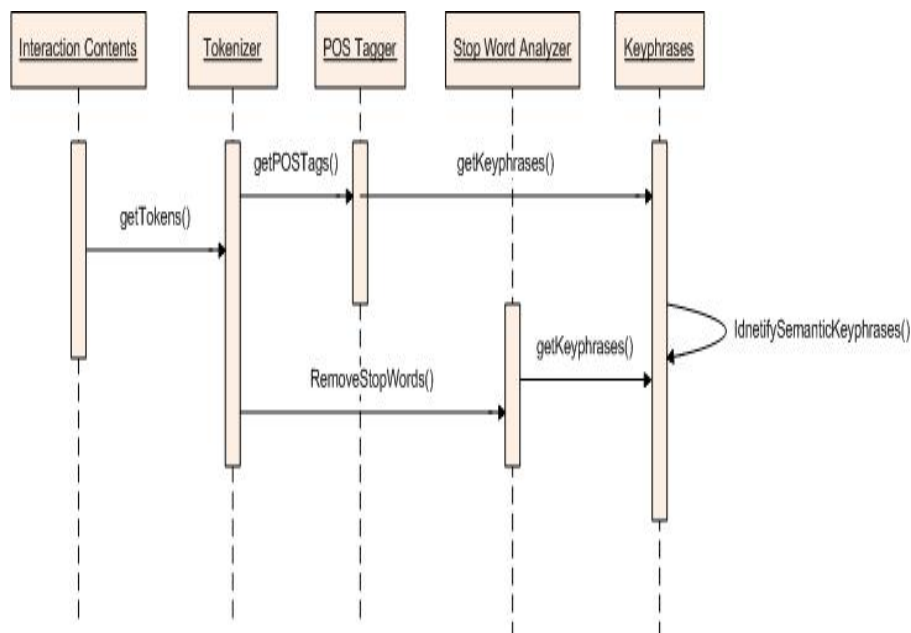 Interaction Contents
Tokenizer
POS Tagger
Stop Word Analyzer
Keyphrases
getPOSTags()
getKeyphrases()
getTokens()
IdnetifySemanticKeyphrases()
getKeyphrases()
RemoveStopWords()